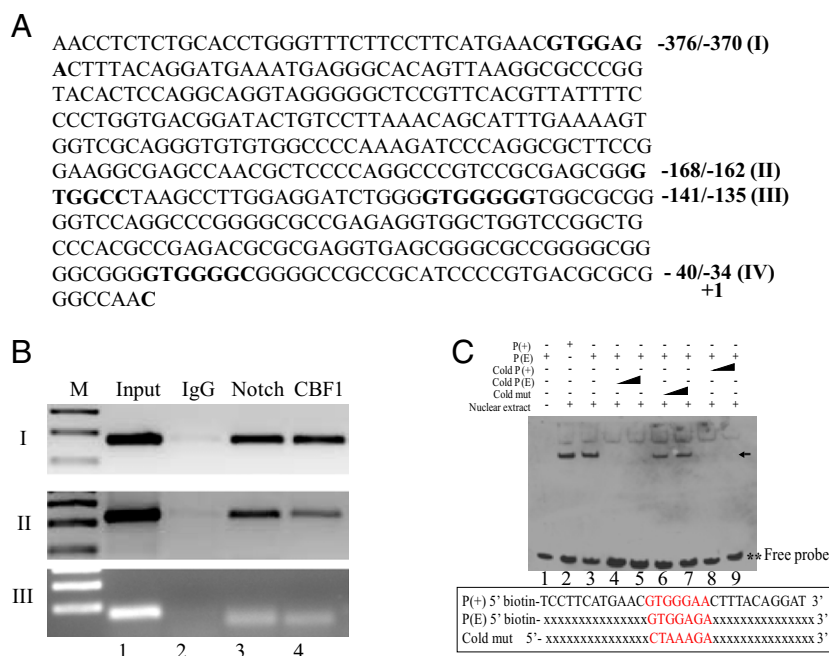 A
AACCTCTCTGCACCTGGGTTTCTTCCTTCATGAACGTGGAG -376/-370 (I)
ACTTTACAGGATGAAATGAGGGCACAGTTAAGGCGCCCGG
TACACTCCAGGCAGGTAGGGGGCTCCGTTCACGTTATTTTC
CCCTGGTGACGGATACTGTCCTTAAACAGCATTTGAAAAGT
GGTCGCAGGGTGTGTGGCCCCAAAGATCCCAGGCGCTTCCG
GAAGGCGAGCCAACGCTCCCCAGGCCCGTCCGCGAGCGGG -168/-162 (II)
TGGCCTAAGCCTTGGAGGATCTGGGGTGGGGGTGGCGCGG -141/-135 (III)
GGTCCAGGCCCGGGGCGCCGAGAGGTGGCTGGTCCGGCTG
CCCACGCCGAGACGCGCGAGGTGAGCGGGCGCCGGGGCGG
GGCGGGGTGGGGCGGGGCCGCCGCATCCCCGTGACGCGCG - 40/-34 (IV)
GGCCAAC +1
B
M Input IgG Notch CBF1
I
II
III
1 2 3 4
C
P(+) - + - - - - - - -
P(E) + - + + + + + + +
Cold P(+) - - - - - - -
Cold P(E) - - - - - - -
Cold mut - - - - - - -
Nuclear extract - + + + + + + + +
** Free probe
1 2 3 4 5 6 7 8 9
P(+) 5’ biotin-TCCTTCATGAACGTGGGAACTTTACAGGAT 3’
P(E) 5’ biotin- xxxxxxxxxxxxxxGTGGAGAxxxxxxxxxxxxxxx 3’
Cold mut 5’- xxxxxxxxxxxxxxCTAAAGAxxxxxxxxxxxxxxx 3’